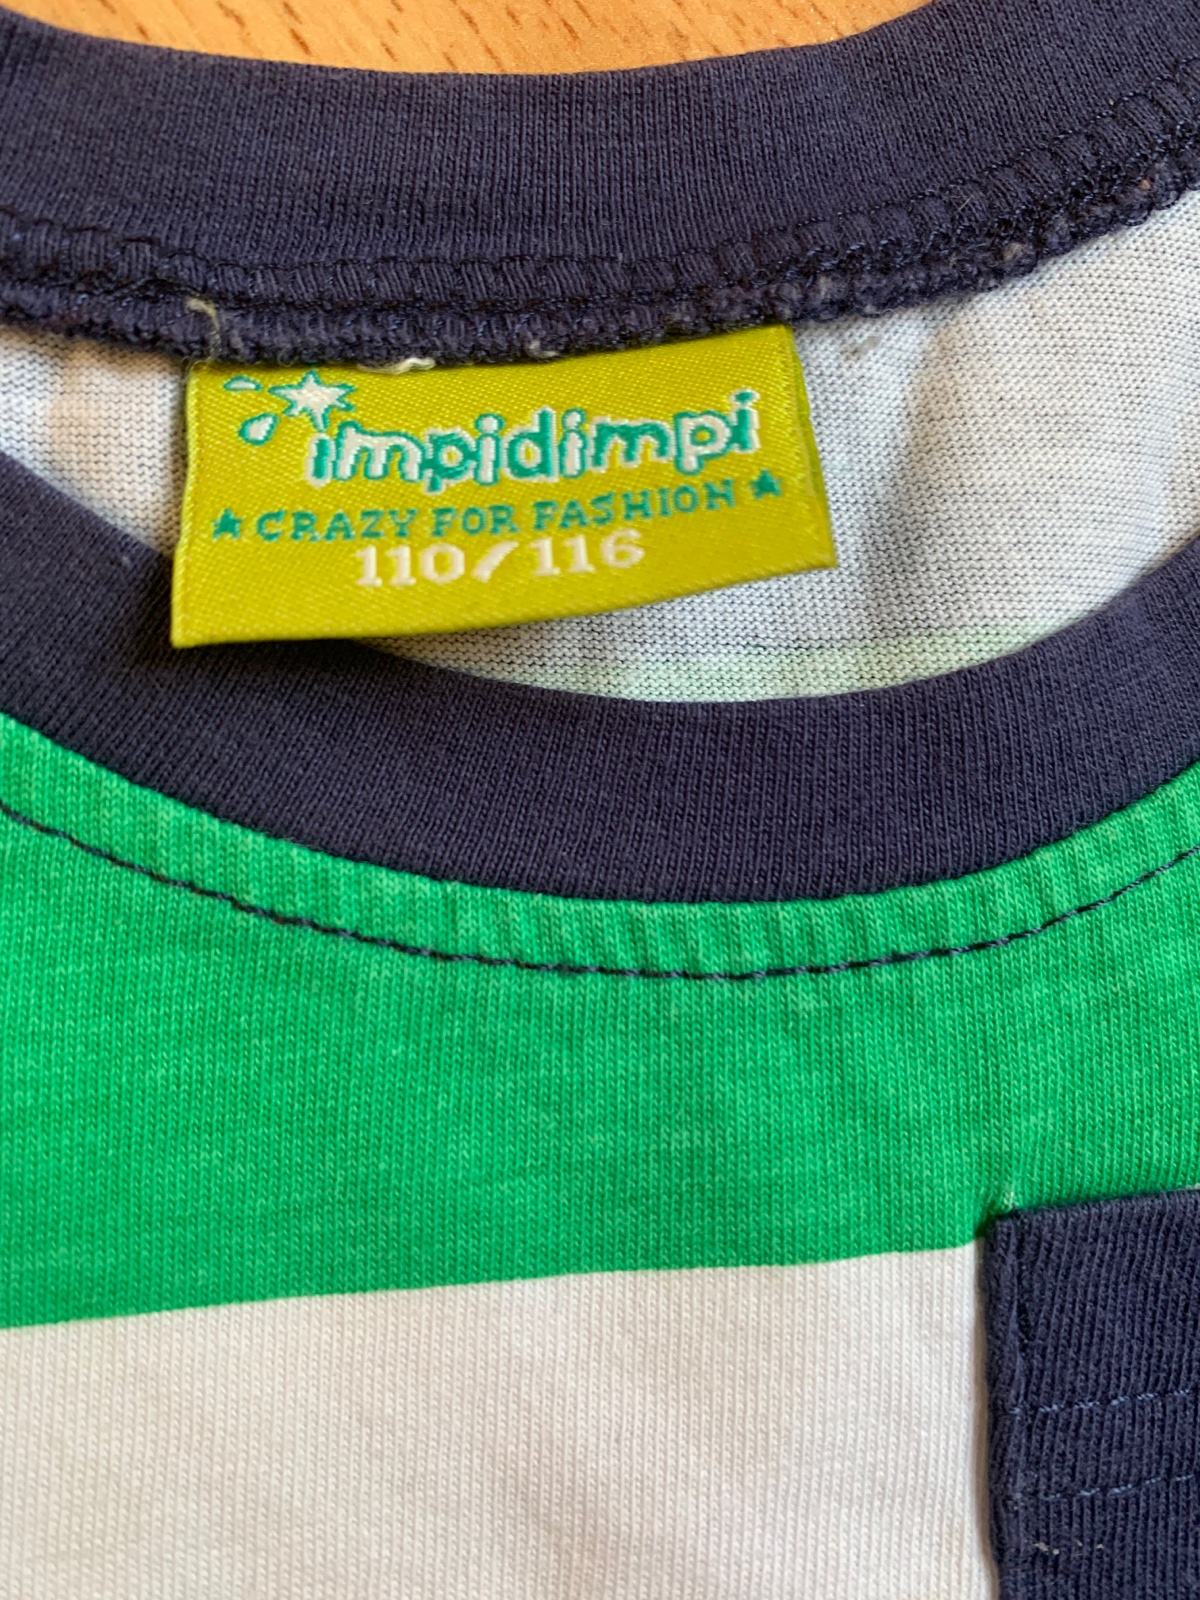 impidimpi
CRAZY FOR FASHION
110/116